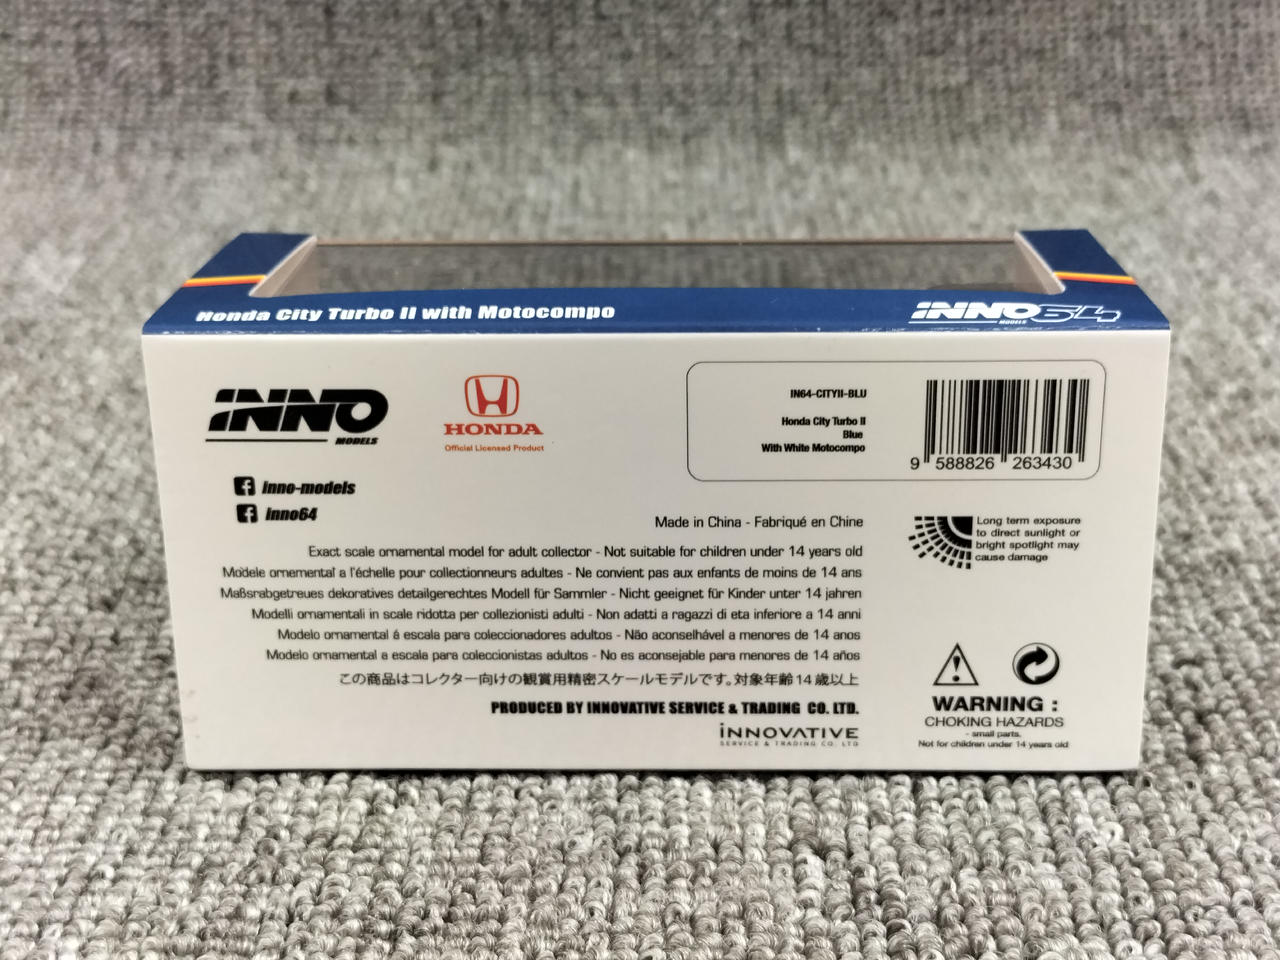 Honda City Turbo II with Motocompo
INNO64
MODELS
INNO
MODELS
HONDA
Official Licensed Product
IN64-CITYII-BLU
Honda City Turbo II
Blue
With White Motocompo
9 588826 263430
inno-models
inno64
Made in China - Fabriqué en Chine
Exact scale ornamental model for adult collector - Not suitable for children under 14 years old
Modèle ornemental a l'échelle pour collectionneurs adultes - Ne convient pas aux enfants de moins de 14 ans
Maßsrabgetreues dekoratives detailgerechtes Modell für Sammler - Nicht geeignet für Kinder unter 14 jahren
Modelli ornamentali in scale ridotta per collezionisti adulti - Non adatti a ragazzi di eta inferiore a 14 anni
Modelo ornamental á escala para coleccionadores adultos - Não aconselhável a menores de 14 anos
Modelo ornamental a escala para coleccionistas adultos - No es aconsejable para menores de 14 años
この商品はコレクター向けの観賞用精密スケールモデルです。対象年齢14歳以上
PRODUCED BY INNOVATIVE SERVICE & TRADING CO. LTD.
INNOVATIVE
SERVICE & TRADING CO. LTD
Long term exposure
to direct sunlight or
bright spotlight may
cause damage
WARNING :
CHOKING HAZARDS
- small parts.
Not for children under 14 years old